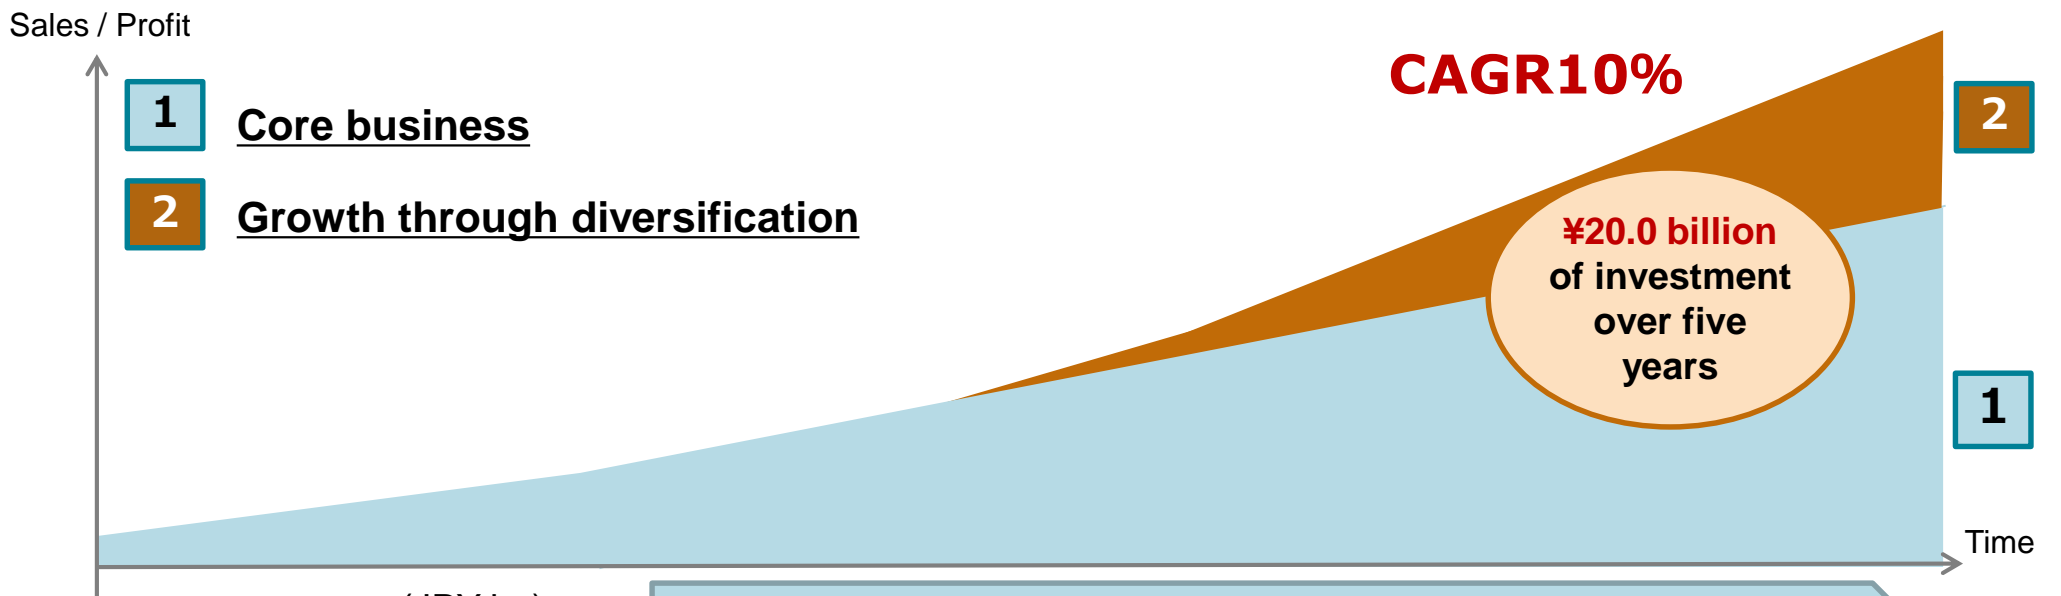 Sales / Profit
CAGR10%
1
Core business
2
2
Growth through diversification
¥20.0 billion
of investment
over five
years
1
Time